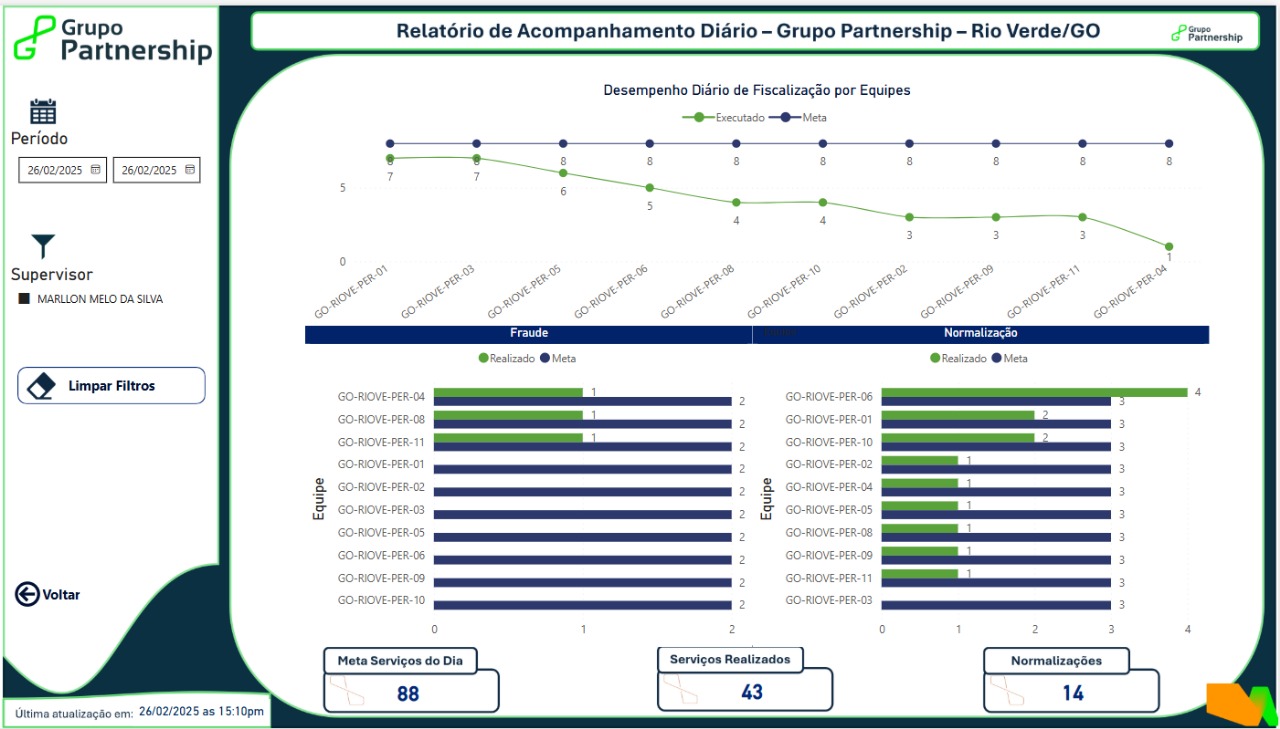 Grupo
Partnership
Relatório de Acompanhamento Diário – Grupo Partnership – Rio Verde/GO
Grupo
Partnership
Período
26/02/2025 26/02/2025
Supervisor
MARLLON MELO DA SILVA
Limpar Filtros
Voltar
Última atualização em: 26/02/2025 as 15:10pm
Desempenho Diário de Fiscalização por Equipes
Executado Meta
8 8 8 8 8 8 8 8 8 8
7 7 6 5 4 4 3 3 3 1
5
0
GO-RIOVE-PER-01 GO-RIOVE-PER-03 GO-RIOVE-PER-05 GO-RIOVE-PER-06 GO-RIOVE-PER-08 GO-RIOVE-PER-10 GO-RIOVE-PER-02 GO-RIOVE-PER-09 GO-RIOVE-PER-11 GO-RIOVE-PER-04
Fraude
Realizado Meta
Equipe
GO-RIOVE-PER-04 1 2
GO-RIOVE-PER-08 1 2
GO-RIOVE-PER-11 1 2
GO-RIOVE-PER-01 2
GO-RIOVE-PER-02 2
GO-RIOVE-PER-03 2
GO-RIOVE-PER-05 2
GO-RIOVE-PER-06 2
GO-RIOVE-PER-09 2
GO-RIOVE-PER-10 2
0 1 2
Normalização
Realizado Meta
Equipe
GO-RIOVE-PER-06 4 3
GO-RIOVE-PER-01 2 3
GO-RIOVE-PER-10 2 3
GO-RIOVE-PER-02 1 3
GO-RIOVE-PER-04 1 3
GO-RIOVE-PER-05 1 3
GO-RIOVE-PER-08 1 3
GO-RIOVE-PER-09 1 3
GO-RIOVE-PER-11 1 3
GO-RIOVE-PER-03 3
0 1 2 3 4
Meta Serviços do Dia
88
Serviços Realizados
43
Normalizações
14